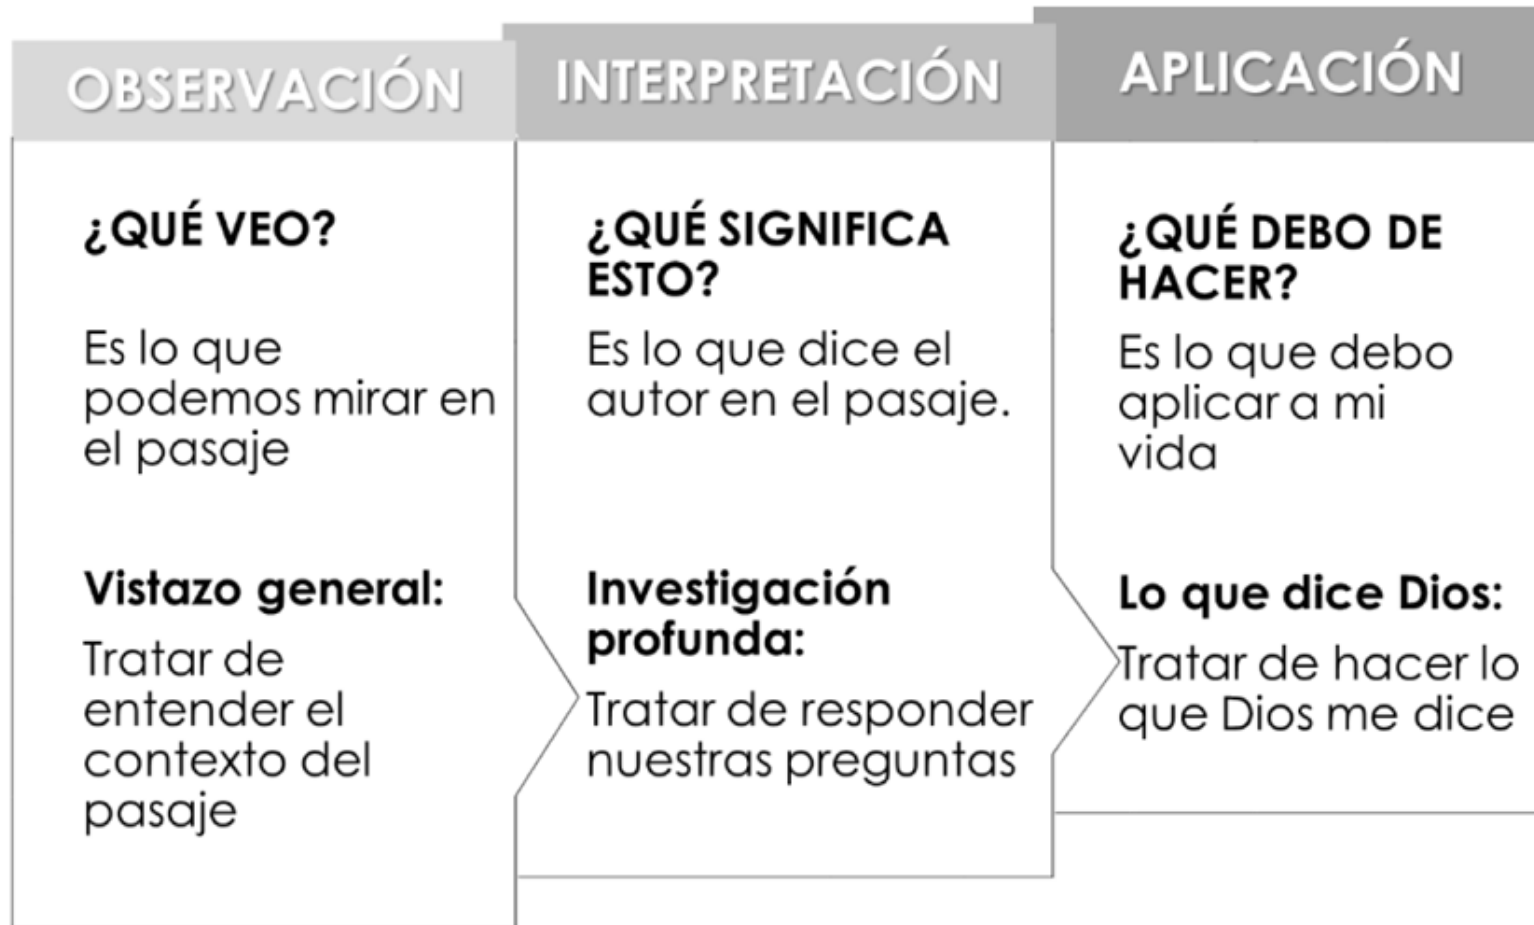 OBSERVACIÓN
¿QUÉ VEO?
Es lo que
podemos mirar en
el pasaje
Vistazo general:
Tratar de
entender el
contexto del
pasaje
INTERPRETACIÓN
¿QUÉ SIGNIFICA
ESTO?
Es lo que dice el
autor en el pasaje.
Investigación
profunda:
Tratar de responder
nuestras preguntas
APLICACIÓN
¿QUÉ DEBO DE
HACER?
Es lo que debo
aplicar a mi
vida
Lo que dice Dios:
Tratar de hacer lo
que Dios me dice